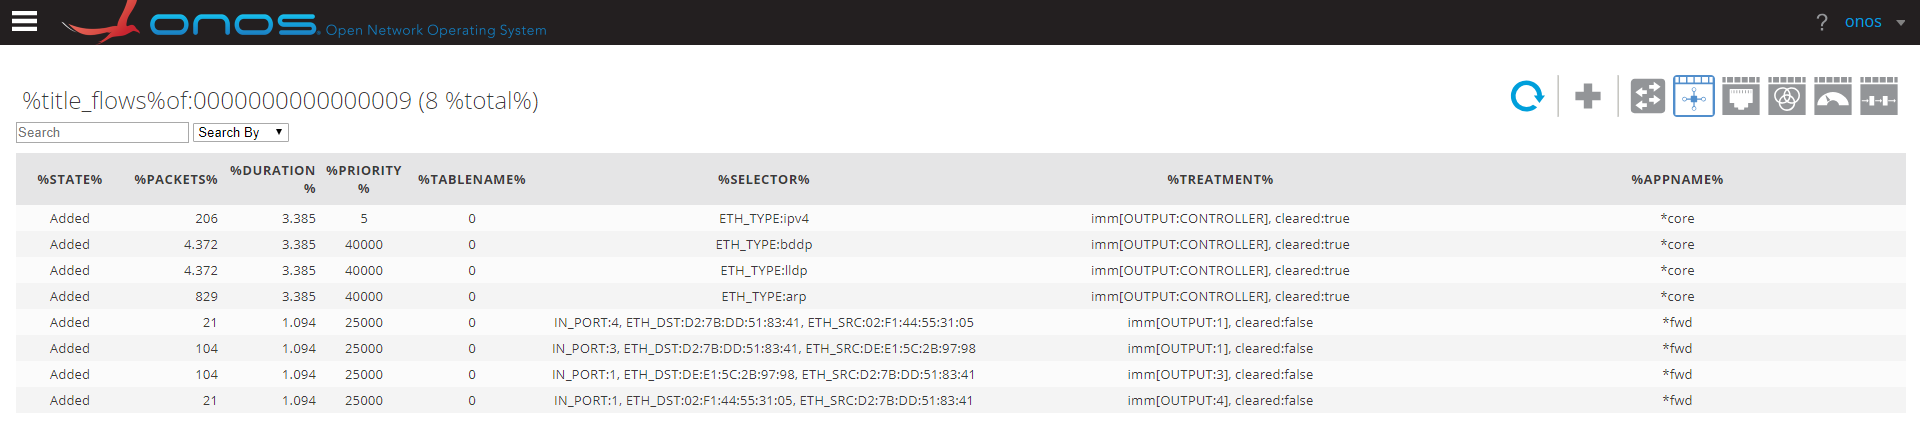 onos Open Network Operating System ? onos
%title_flows%of:0000000000000009 (8 %total%)
Search Search By
%STATE% %PACKETS% %DURATION % %PRIORITY % %TABLENAME% %SELECTOR% %TREATMENT% %APPNAME%
Added 206 3.385 5 0 ETH_TYPE:ipv4 imm[OUTPUT:CONTROLLER], cleared:true *core
Added 4.372 3.385 40000 0 ETH_TYPE:bddp imm[OUTPUT:CONTROLLER], cleared:true *core
Added 4.372 3.385 40000 0 ETH_TYPE:lldp imm[OUTPUT:CONTROLLER], cleared:true *core
Added 829 3.385 40000 0 ETH_TYPE:arp imm[OUTPUT:CONTROLLER], cleared:true *core
Added 21 1.094 25000 0 IN_PORT:4, ETH_DST:D2:7B:DD:51:83:41, ETH_SRC:02:F1:44:55:31:05 imm[OUTPUT:1], cleared:false *fwd
Added 104 1.094 25000 0 IN_PORT:3, ETH_DST:D2:7B:DD:51:83:41, ETH_SRC:DE:E1:5C:2B:97:98 imm[OUTPUT:1], cleared:false *fwd
Added 104 1.094 25000 0 IN_PORT:1, ETH_DST:DE:E1:5C:2B:97:98, ETH_SRC:D2:7B:DD:51:83:41 imm[OUTPUT:3], cleared:false *fwd
Added 21 1.094 25000 0 IN_PORT:1, ETH_DST:02:F1:44:55:31:05, ETH_SRC:D2:7B:DD:51:83:41 imm[OUTPUT:4], cleared:false *fwd